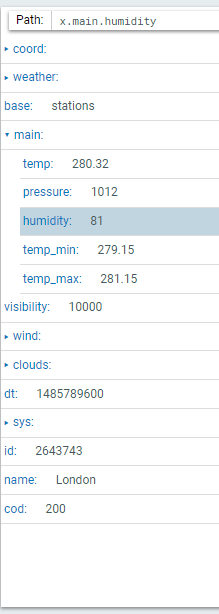 Path: x.main.humidity
▸ coord:
▸ weather:
base: stations
▾ main:
temp: 280.32
pressure: 1012
humidity: 81
temp_min: 279.15
temp_max: 281.15
visibility: 10000
▸ wind:
▸ clouds:
dt: 1485789600
▸ sys:
id: 2643743
name: London
cod: 200